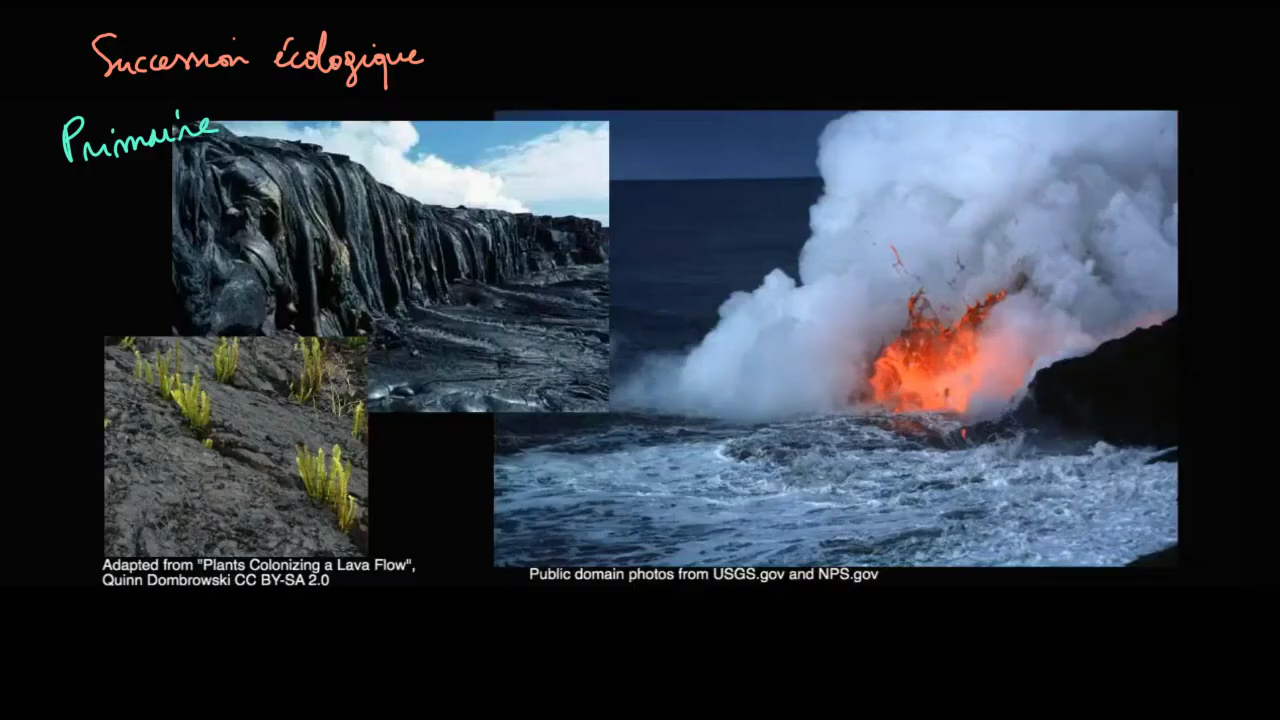 Succession écologique
Primaire
Adapted from "Plants Colonizing a Lava Flow",
Quinn Dombrowski CC BY-SA 2.0
Public domain photos from USGS.gov and NPS.gov